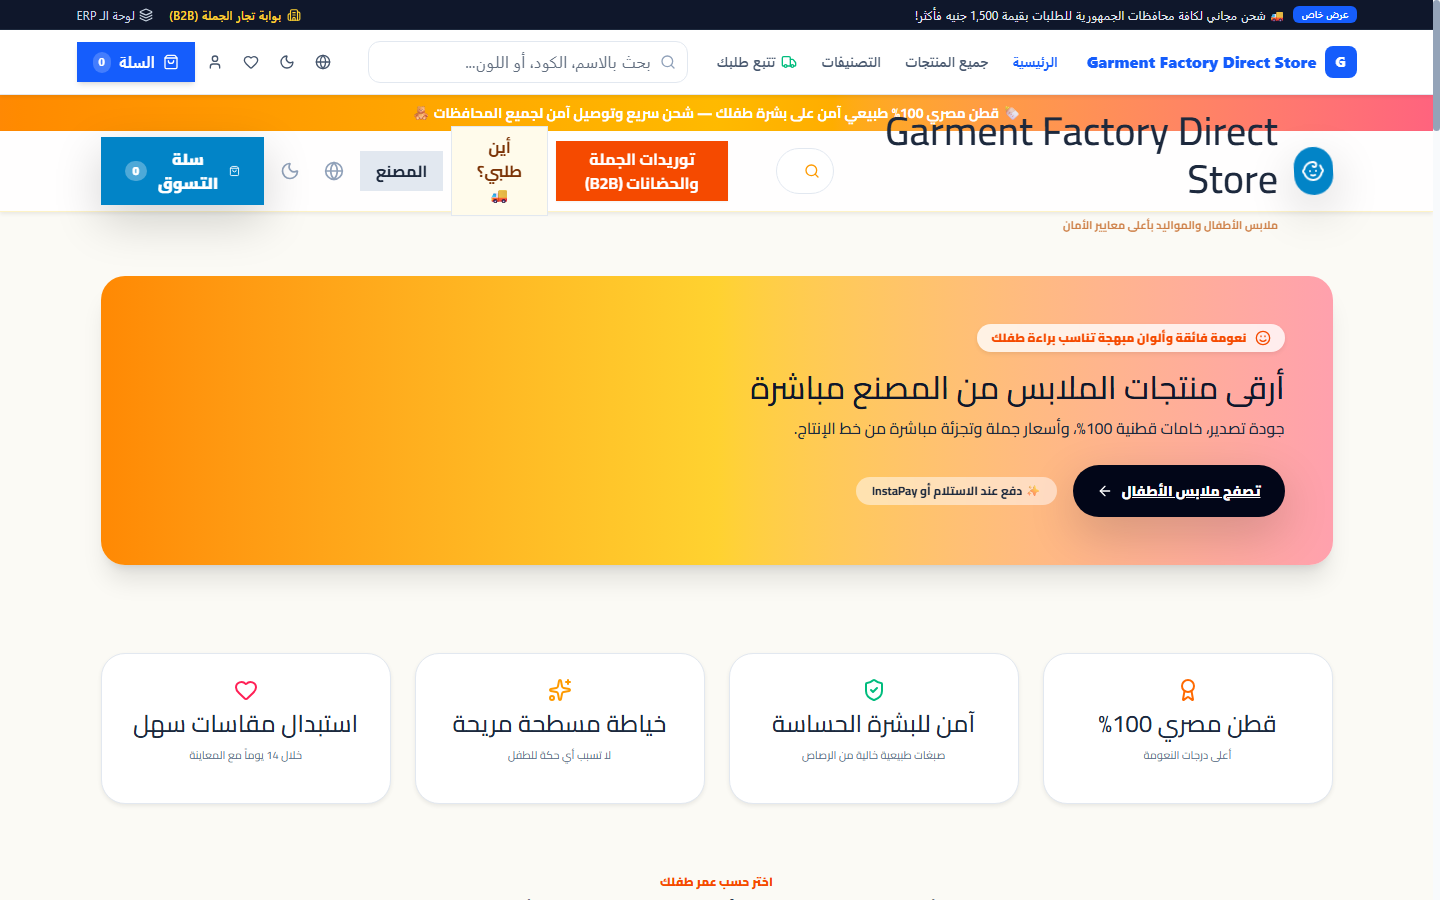 عرض خاص
🚚 شحن مجاني لكافة محافظات الجمهورية للطلبات بقيمة 1,500 جنيه فأكثر!
بوابة تجار الجملة (B2B)
لوحة الـ ERP
G
Garment Factory Direct Store
الرئيسية
جميع المنتجات
التصنيفات
تتبع طلبك
بحث بالاسم، الكود، أو اللون...
السلة
0
🍼 قطن مصري 100% طبيعي آمن على بشرة طفلك — شحن سريع وتوصيل آمن لجميع المحافظات 🧸
Garment Factory Direct
Store
ملابس الأطفال والمواليد بأعلى معايير الأمان
توريدات الجملة
والحضانات (B2B)
أين
طلبي؟
🚚
المصنع
سلة
التسوق
0
نعومة فائقة وألوان مبهجة تناسب براءة طفلك
أرقى منتجات الملابس من المصنع مباشرة
جودة تصدير، خامات قطنية 100%، وأسعار جملة وتجزئة مباشرة من خط الإنتاج.
تصفح ملابس الأطفال
✨ دفع عند الاستلام أو InstaPay
قطن مصري 100%
أعلى درجات النعومة
آمن للبشرة الحساسة
صبغات طبيعية خالية من الرصاص
خياطة مسطحة مريحة
لا تسبب أي حكة للطفل
استبدال مقاسات سهل
خلال 14 يوماً مع المعاينة
اختر حسب عمر طفلك